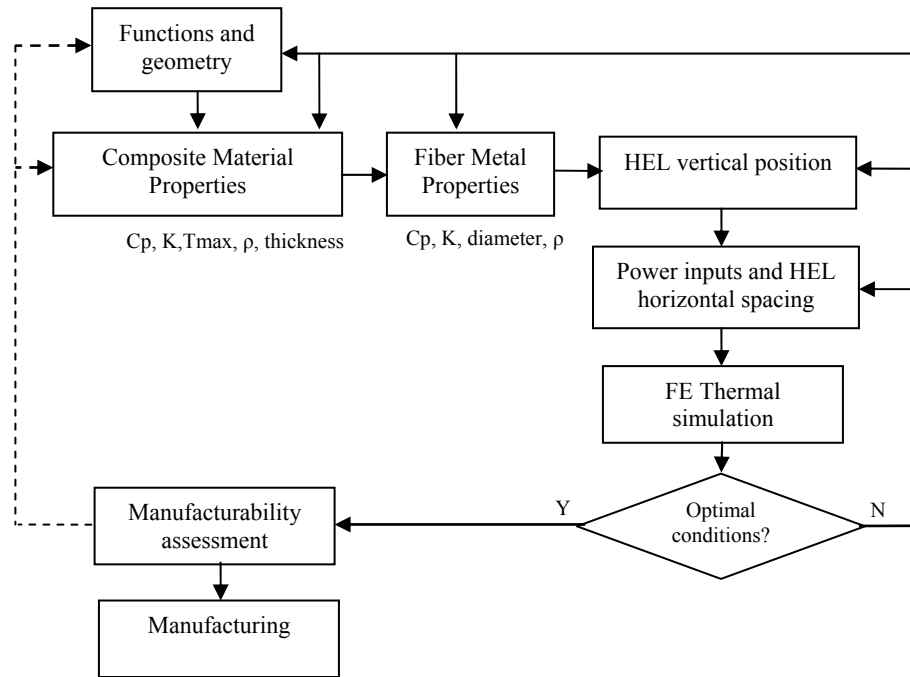 Functions and
geometry
Composite Material
Properties
Fiber Metal
Properties
HEL vertical position
Cp, K,Tmax, ρ, thickness
Cp, K, diameter, ρ
Power inputs and HEL
horizontal spacing
FE Thermal
simulation
Optimal
conditions?
Y
N
Manufacturability
assessment
Manufacturing